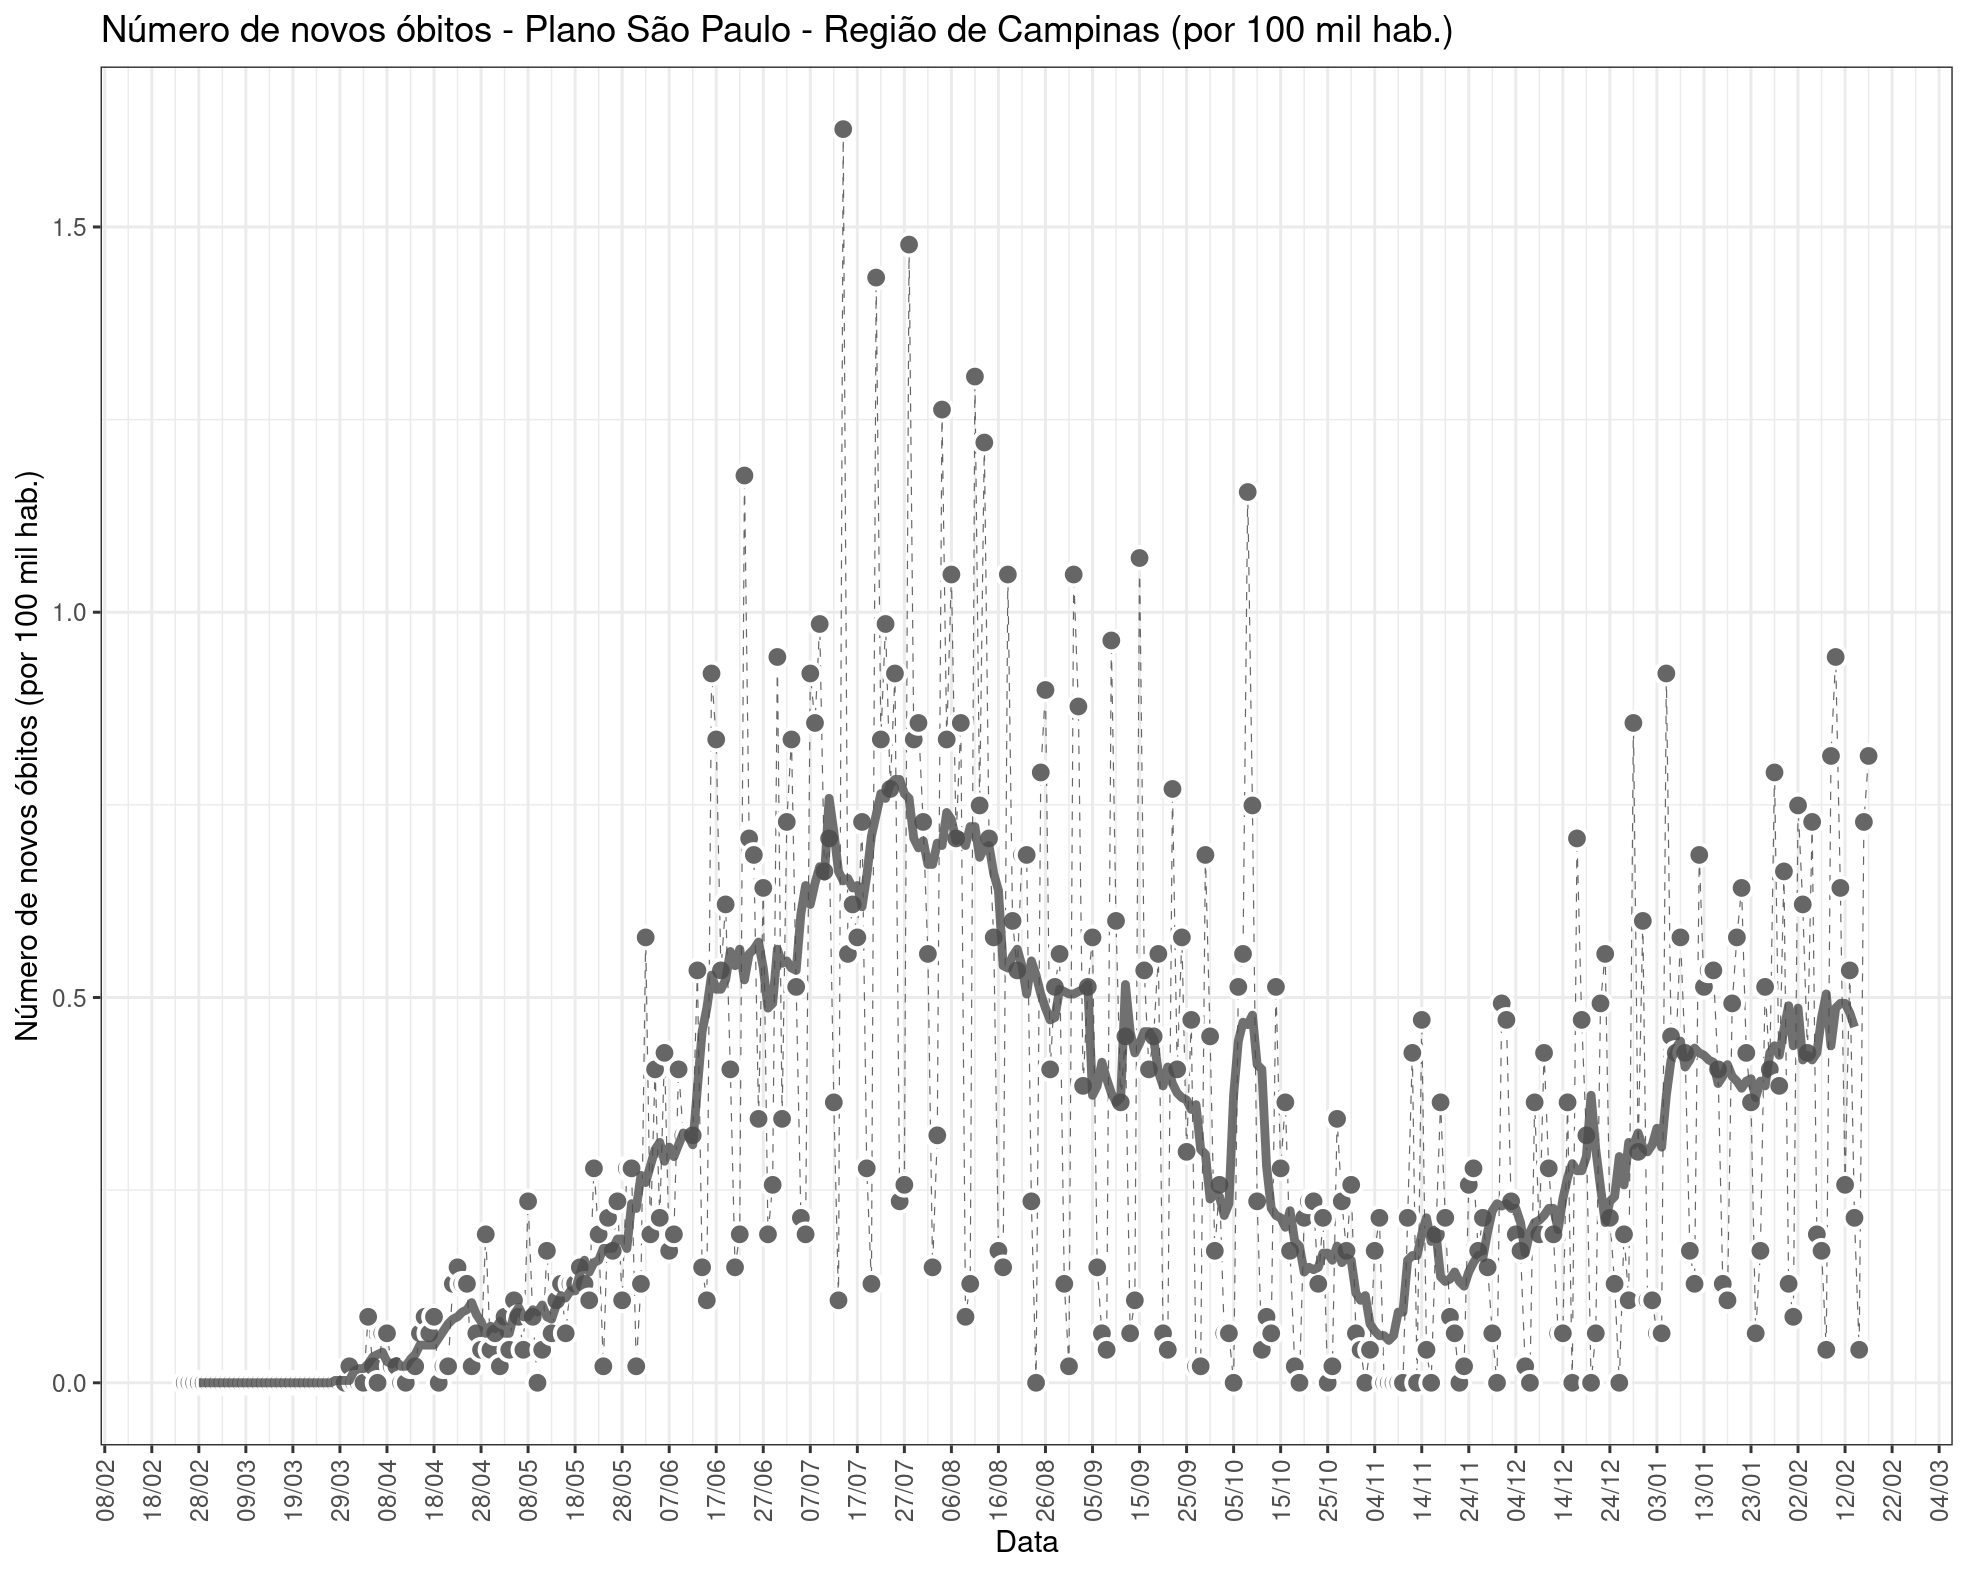 Número de novos óbitos - Plano São Paulo - Região de Campinas (por 100 mil hab.)
Número de novos óbitos (por 100 mil hab.)
1.5
1.0
0.5
0.0
08/02 18/02 28/02 09/03 19/03 29/03 08/04 18/04 28/04 08/05 18/05 28/05 07/06 17/06 27/06 07/07 17/07 27/07 06/08 16/08 26/08 05/09 15/09 25/09 05/10 15/10 25/10 04/11 14/11 24/11 04/12 14/12 24/12 03/01 13/01 23/01 02/02 12/02 22/02 04/03
Data